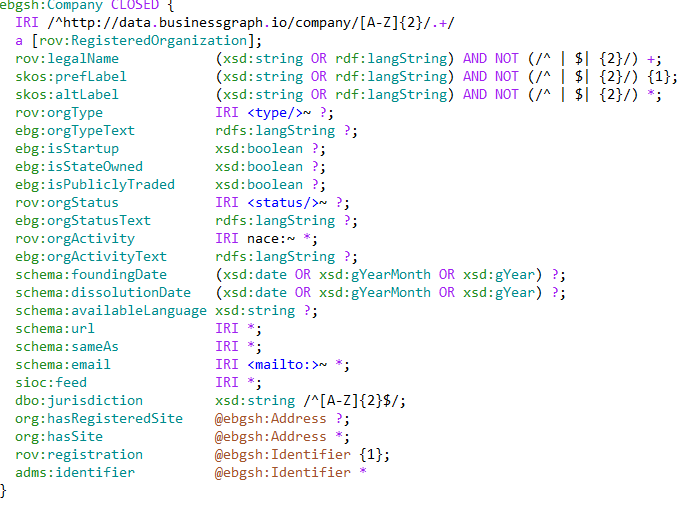 ebgsh:Company CLOSED {
  IRI /^http://data.businessgraph.io/company/[A-Z]{2}/.+/
  a [rov:RegisteredOrganization];
  rov:legalName            (xsd:string OR rdf:langString) AND NOT (/^ | $| {2}/) +;
  skos:prefLabel           (xsd:string OR rdf:langString) AND NOT (/^ | $| {2}/) {1};
  skos:altLabel            (xsd:string OR rdf:langString) AND NOT (/^ | $| {2}/) *;
  rov:orgType              IRI <type/>~ ?;
  ebg:orgTypeText          rdfs:langString ?;
  ebg:isStartup            xsd:boolean ?;
  ebg:isStateOwned         xsd:boolean ?;
  ebg:isPubliclyTraded     xsd:boolean ?;
  rov:orgStatus            IRI <status/>~ ?;
  ebg:orgStatusText        rdfs:langString ?;
  rov:orgActivity          IRI nace:~ *;
  ebg:orgActivityText      rdfs:langString ?;
  schema:foundingDate      (xsd:date OR xsd:gYearMonth OR xsd:gYear) ?;
  schema:dissolutionDate   (xsd:date OR xsd:gYearMonth OR xsd:gYear) ?;
  schema:availableLanguage xsd:string ?;
  schema:url               IRI *;
  schema:sameAs            IRI *;
  schema:email             IRI <mailto:>~ *;
  sioc:feed                IRI *;
  dbo:jurisdiction         xsd:string /^[A-Z]{2}$/;
  org:hasRegisteredSite    @ebgsh:Address ?;
  org:hasSite              @ebgsh:Address *;
  rov:registration         @ebgsh:Identifier {1};
  adms:identifier          @ebgsh:Identifier *
}